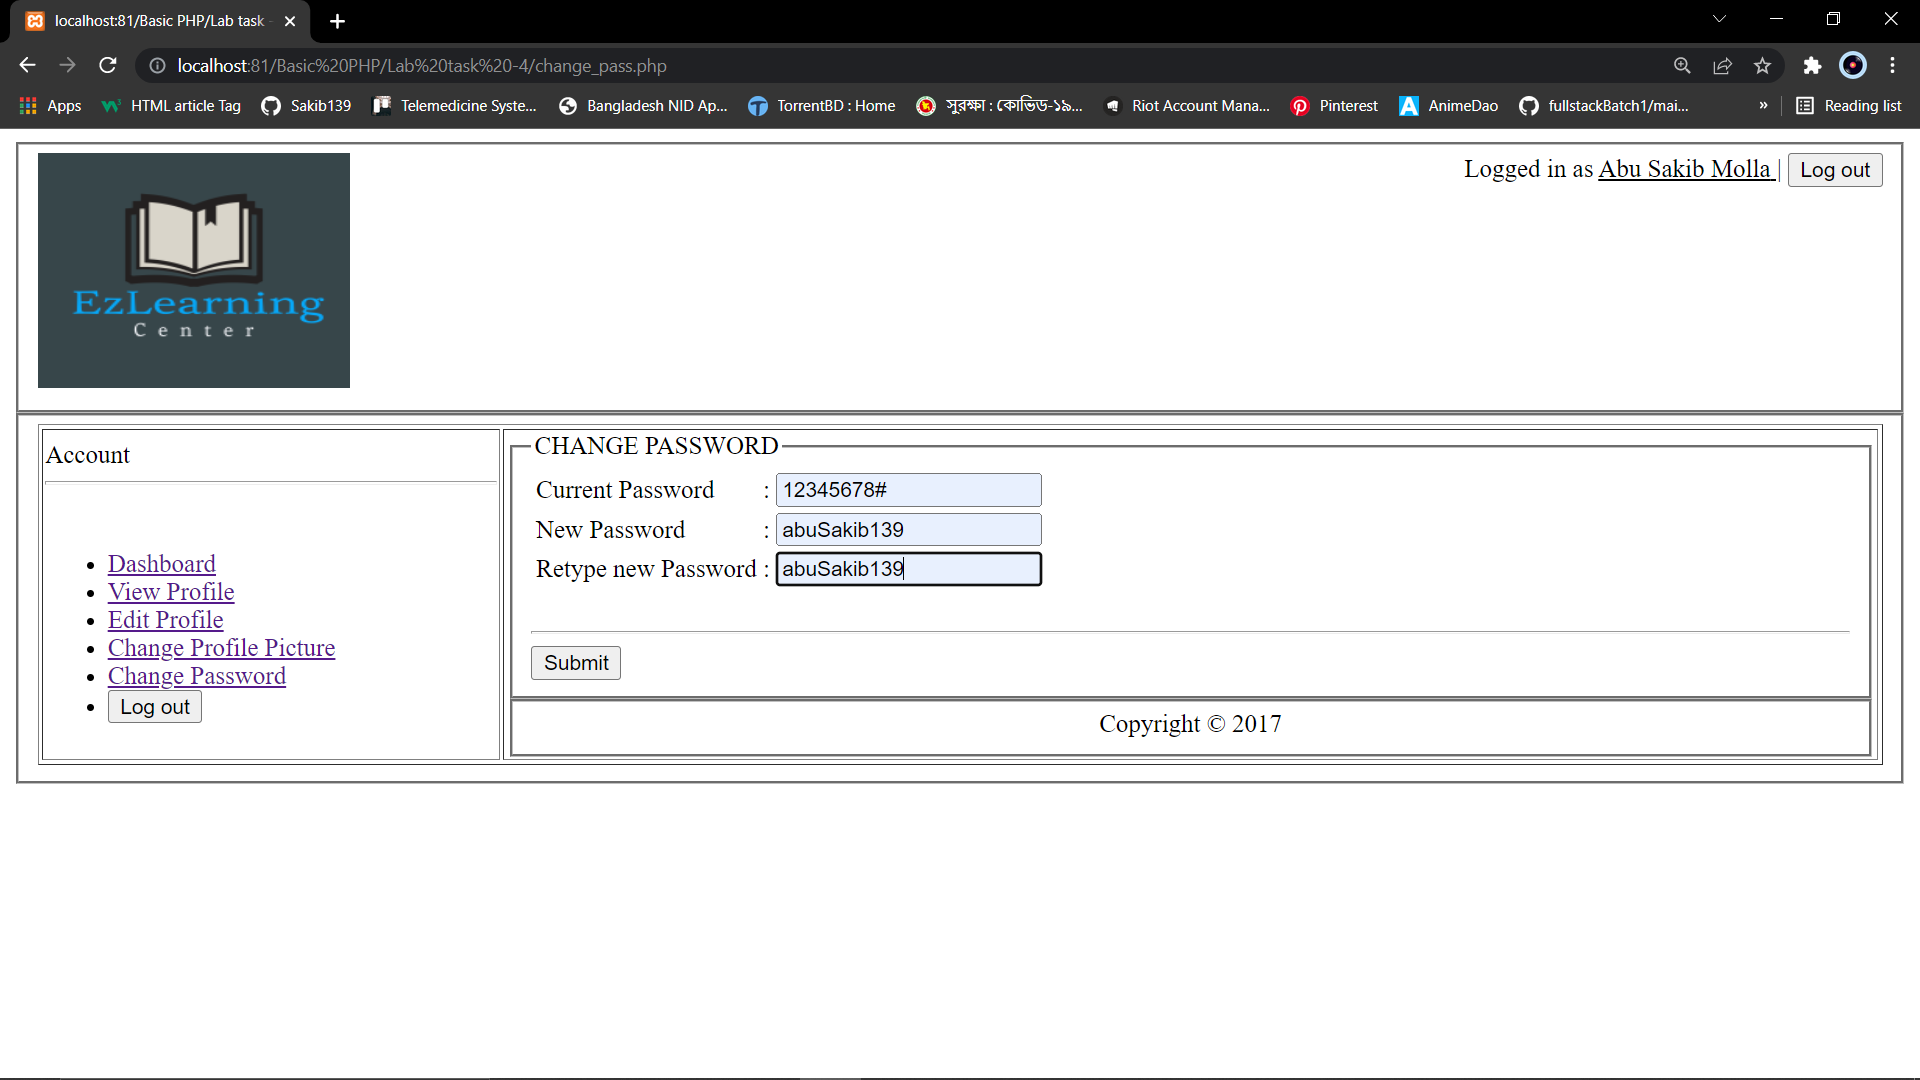 localhost:81/Basic PHP/Lab task -
localhost:81/Basic%20PHP/Lab%20task%20-4/change_pass.php
Apps HTML article Tag Sakib139 Telemedicine Syste... Bangladesh NID Ap... TorrentBD : Home সুরক্ষা : কোভিড-১৯... Riot Account Mana... Pinterest AnimeDao fullstackBatch1/mai... » Reading list
Logged in as Abu Sakib Molla | Log out
EzLearning
Center
Account
Dashboard
View Profile
Edit Profile
Change Profile Picture
Change Password
Log out
CHANGE PASSWORD
Current Password : 12345678#
New Password : abuSakib139
Retype new Password : abuSakib139
Submit
Copyright © 2017